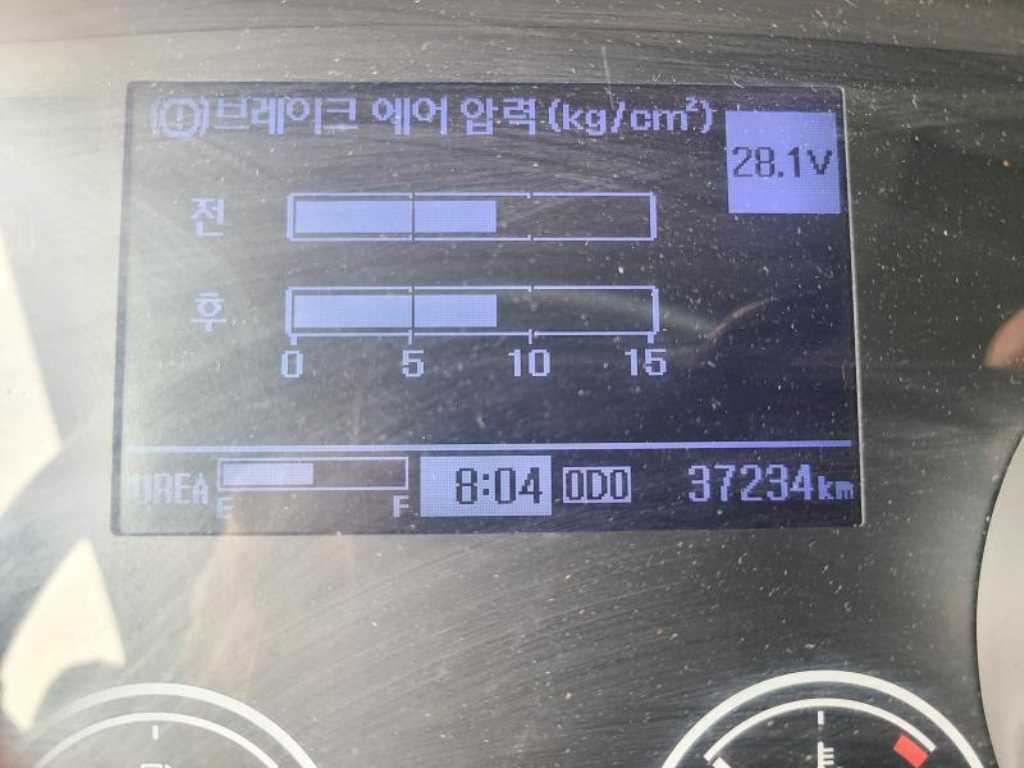 (!)브레이크 에어 압력(kg/cm²)
28.1V
전
후
0 5 10 15
UREA E F 8:04 ODO 37234km